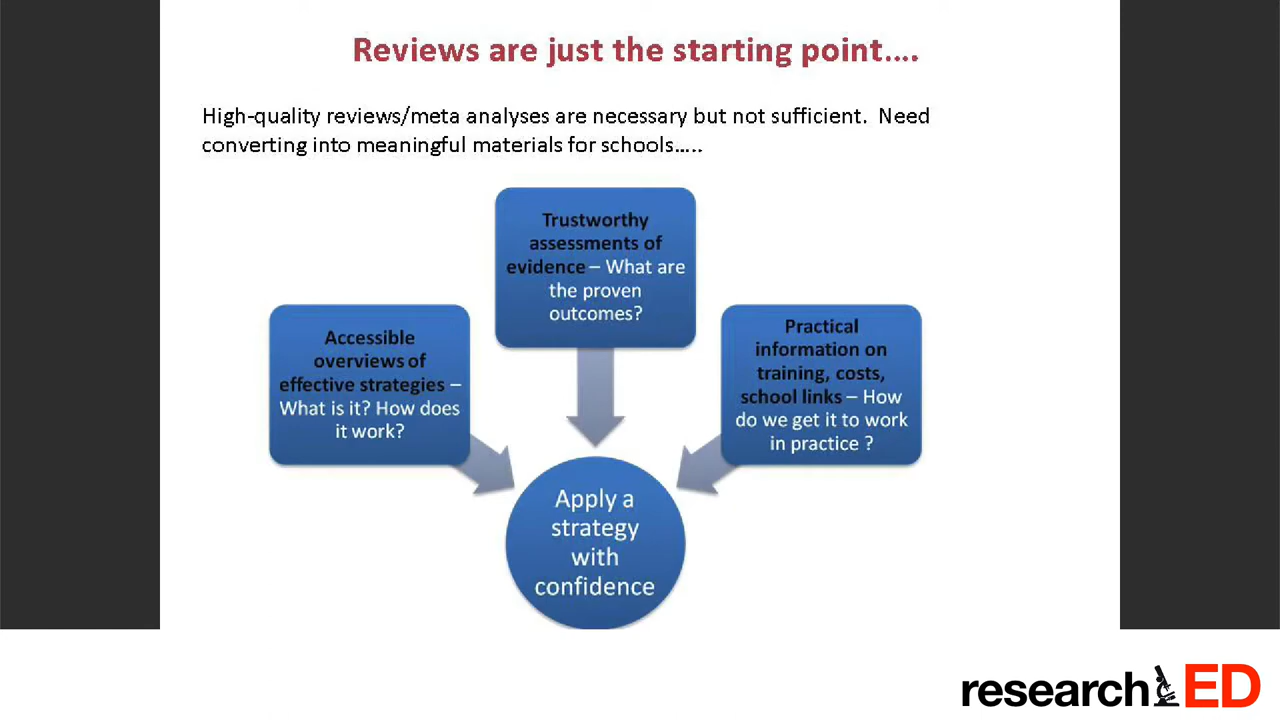 Reviews are just the starting point....
High-quality reviews/meta analyses are necessary but not sufficient.  Need
converting into meaningful materials for schools.....
Trustworthy
assessments of
evidence – What are
the proven
outcomes?
Accessible
overviews of
effective strategies –
What is it? How does
it work?
Practical
information on
training, costs,
school links – How
do we get it to work
in practice ?
Apply a
strategy
with
confidence
researchED